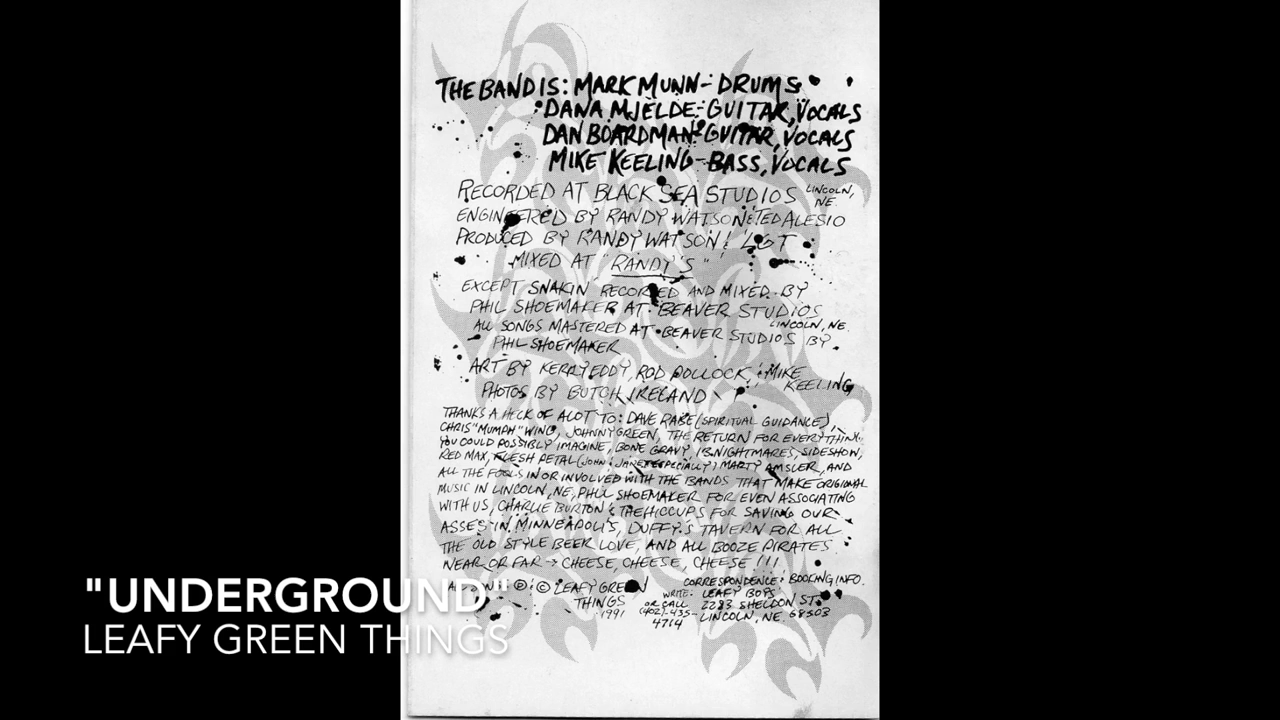 THE BAND IS: MARK MUNN - DRUMS
DANA MJELDE - GUITAR, VOCALS
DAN BOARDMAN - GUITAR, VOCALS
MIKE KEELING - BASS, VOCALS
RECORDED AT BLACK SEA STUDIOS LINCOLN, NE.
ENGINEERED BY RANDY WATSON & TED ALESIO
PRODUCED BY RANDY WATSON & LGT
MIXED AT "RANDY'S"
EXCEPT SNAKIN RECORDED AND MIXED BY
PHIL SHOEMAKER AT BEAVER STUDIOS
LINCOLN, NE.
ALL SONGS MASTERED AT BEAVER STUDIOS BY
PHIL SHOEMAKER
ART BY KERRY EDDY, ROD POLLOCK, & MIKE
KEELING
PHOTOS BY BUTCH IRELAND
THANKS A HECK OF ALOT TO: DAVE RABE (SPIRITUAL GUIDANCE)
CHRIS "MUMPH" WING, JOHNNY GREEN, THE RETURN FOR EVERYTHING
YOU COULD POSSIBLY IMAGINE, BONE GRAVY, 13 NIGHTMARES, SIDESHOW,
RED MAX, FLESH PETAL (JOHN & JANET ESPECIALLY) MARTY AMSLER, AND
ALL THE FOOLS IN OR INVOLVED WITH THE BANDS THAT MAKE ORIGIONAL
MUSIC IN LINCOLN, NE, PHIL SHOEMAKER FOR EVEN ASSOCIATING
WITH US, CHARLIE BURTON & THE HICCUPS FOR SAVING OUR
ASSES IN MINNEAPOLIS, DUFFY'S TAVERN FOR ALL
THE OLD STYLE BEER LOVE, AND ALL BOOZE PIRATES
NEAR OR FAR -> CHEESE, CHEESE, CHEESE !!!
℗ & © LEAFY GREEN
THINGS
1991
CORRESPONDENCE & BOOKING INFO.
WRITE: LEAFY BOYS
2283 SHELDON ST.
LINCOLN, NE. 68503
OR CALL
(402)-435-
4714
"UNDERGROUND"
LEAFY GREEN THINGS